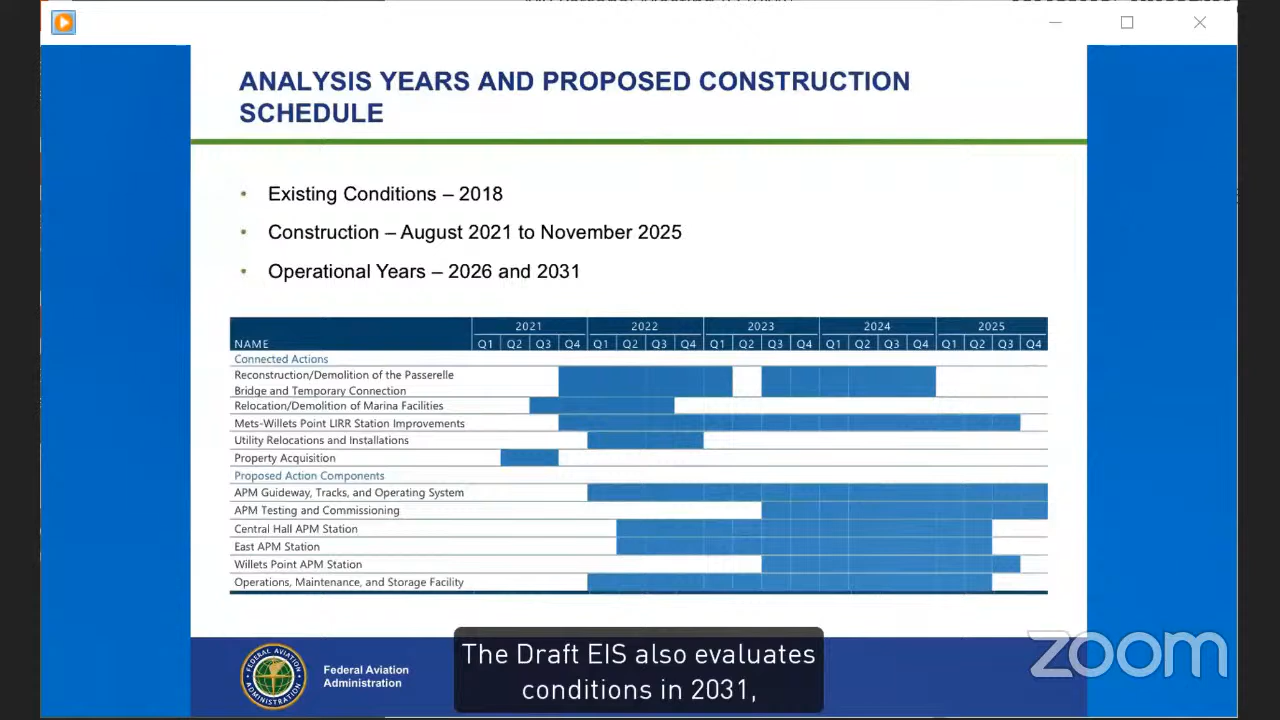 ANALYSIS YEARS AND PROPOSED CONSTRUCTION
SCHEDULE
• Existing Conditions – 2018
• Construction – August 2021 to November 2025
• Operational Years – 2026 and 2031
2021 2022 2023 2024 2025
NAME Q1 Q2 Q3 Q4 Q1 Q2 Q3 Q4 Q1 Q2 Q3 Q4 Q1 Q2 Q3 Q4 Q1 Q2 Q3 Q4
Connected Actions
Reconstruction/Demolition of the Passerelle
Bridge and Temporary Connection
Relocation/Demolition of Marina Facilities
Mets-Willets Point LIRR Station Improvements
Utility Relocations and Installations
Property Acquisition
Proposed Action Components
APM Guideway, Tracks, and Operating System
APM Testing and Commissioning
Central Hall APM Station
East APM Station
Willets Point APM Station
Operations, Maintenance, and Storage Facility
FEDERAL AVIATION
ADMINISTRATION
Federal Aviation
Administration
The Draft EIS also evaluates
conditions in 2031,
zoom